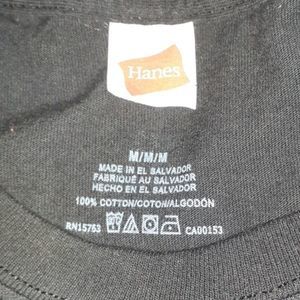 Hanes
M/M/M
MADE IN EL SALVADOR
FABRIQUÉ AU SALVADOR
HECHO EN EL SALVADOR
100% COTTON/COTON/ALGODÓN
RN15763 CA00153